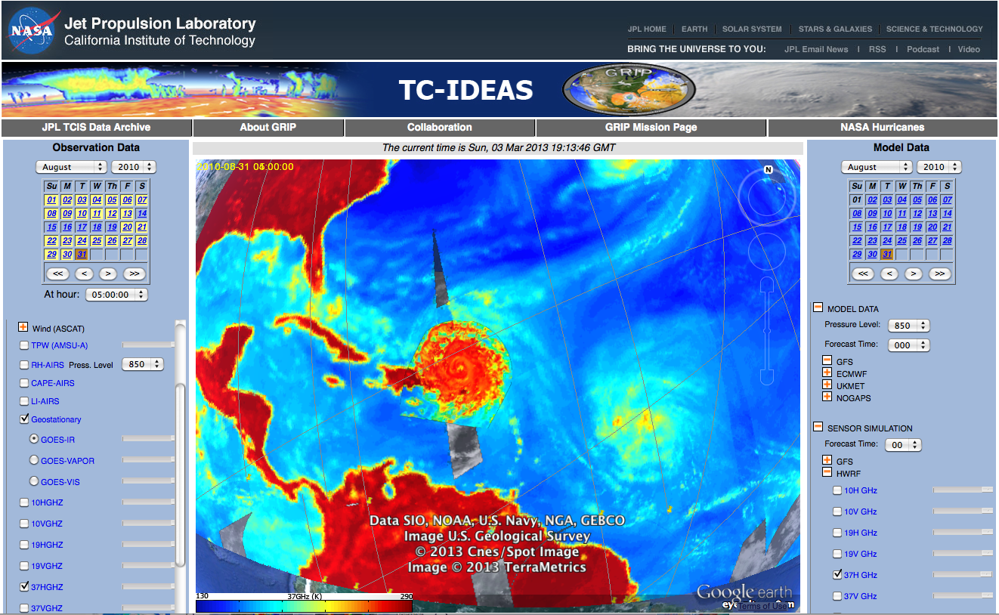 NASA
Jet Propulsion Laboratory
California Institute of Technology
JPL HOME | EARTH | SOLAR SYSTEM | STARS & GALAXIES | SCIENCE & TECHNOLOGY
BRING THE UNIVERSE TO YOU: JPL Email News | RSS | Podcast | Video
TC-IDEAS
GRIP
JPL TCIS Data Archive
About GRIP
Collaboration
GRIP Mission Page
NASA Hurricanes
Observation Data
August 2010
Su M T W Th F S
01 02 03 04 05 06 07
08 09 10 11 12 13 14
15 16 17 18 19 20 21
22 23 24 25 26 27 28
29 30 31
<< < > >>
At hour: 05:00:00
Wind (ASCAT)
TPW (AMSU-A)
RH-AIRS Press. Level 850
CAPE-AIRS
LI-AIRS
Geostationary
GOES-IR
GOES-VAPOR
GOES-VIS
10HGHZ
10VGHZ
19HGHZ
19VGHZ
37HGHZ
37VGHZ
The current time is Sun, 03 Mar 2013 19:13:46 GMT
N
Data SIO, NOAA, U.S. Navy, NGA, GEBCO
Image U.S. Geological Survey
© 2013 Cnes/Spot Image
Image © 2013 TerraMetrics
130 37GHz (K) 290
Google earth
Terms of Use
Model Data
August 2010
Su M T W Th F S
01 02 03 04 05 06 07
08 09 10 11 12 13 14
15 16 17 18 19 20 21
22 23 24 25 26 27 28
29 30 31
<< < > >>
MODEL DATA
Pressure Level: 850
Forecast Time: 000
GFS
ECMWF
UKMET
NOGAPS
SENSOR SIMULATION
Forecast Time: 00
GFS
HWRF
10H GHz
10V GHz
19H GHz
19V GHz
37H GHz
37V GHz